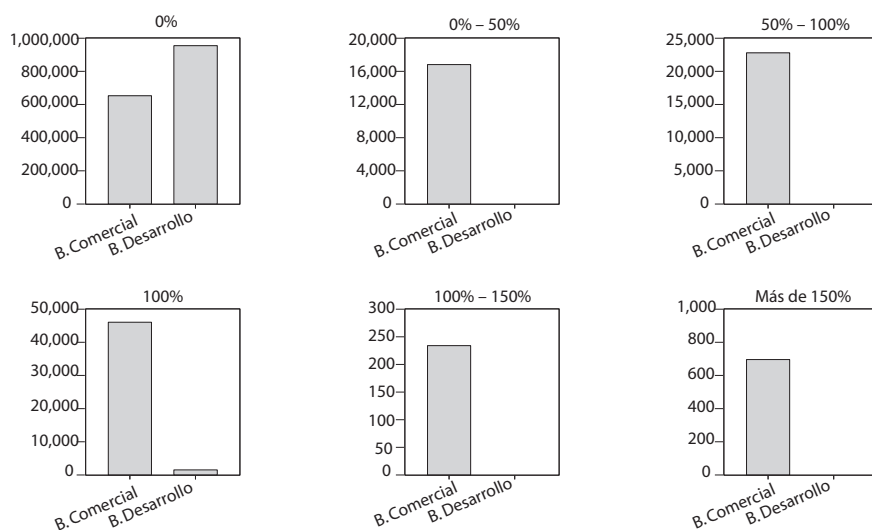 0%
1,000,000
800,000
600,000
400,000
200,000
0
B. Comercial
B. Desarrollo
0% – 50%
20,000
16,000
12,000
8,000
4,000
0
B. Comercial
B. Desarrollo
50% – 100%
25,000
20,000
15,000
10,000
5,000
0
B. Comercial
B. Desarrollo
100%
50,000
40,000
30,000
20,000
10,000
0
B. Comercial
B. Desarrollo
100% – 150%
300
250
200
150
100
50
0
B. Comercial
B. Desarrollo
Más de 150%
1,000
800
600
400
200
0
B. Comercial
B. Desarrollo